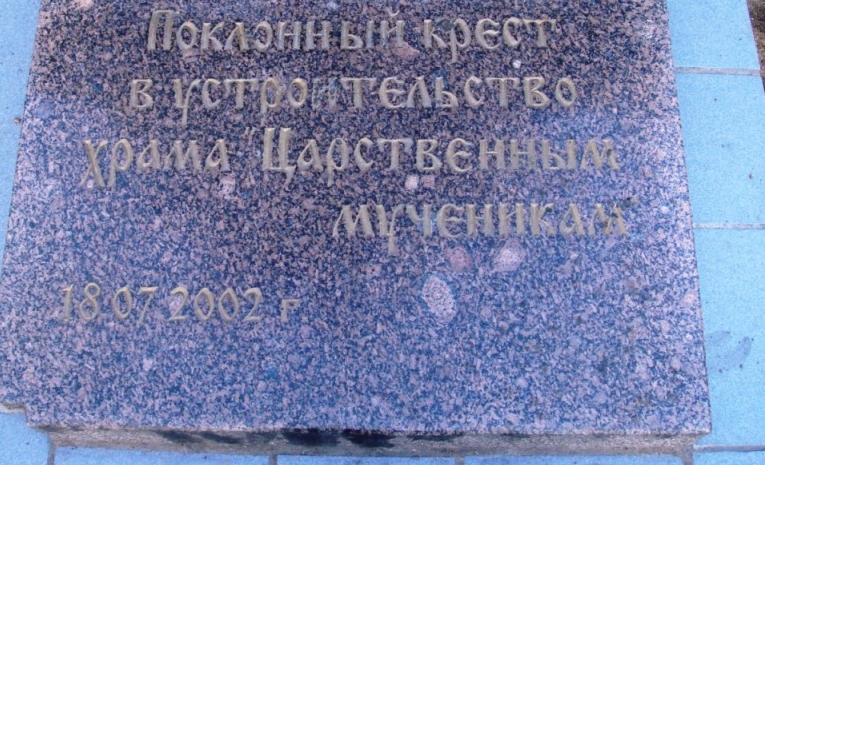 Поклонный крест
в устроительство
храма "Царственным
мученикам"
18.07.2002 г